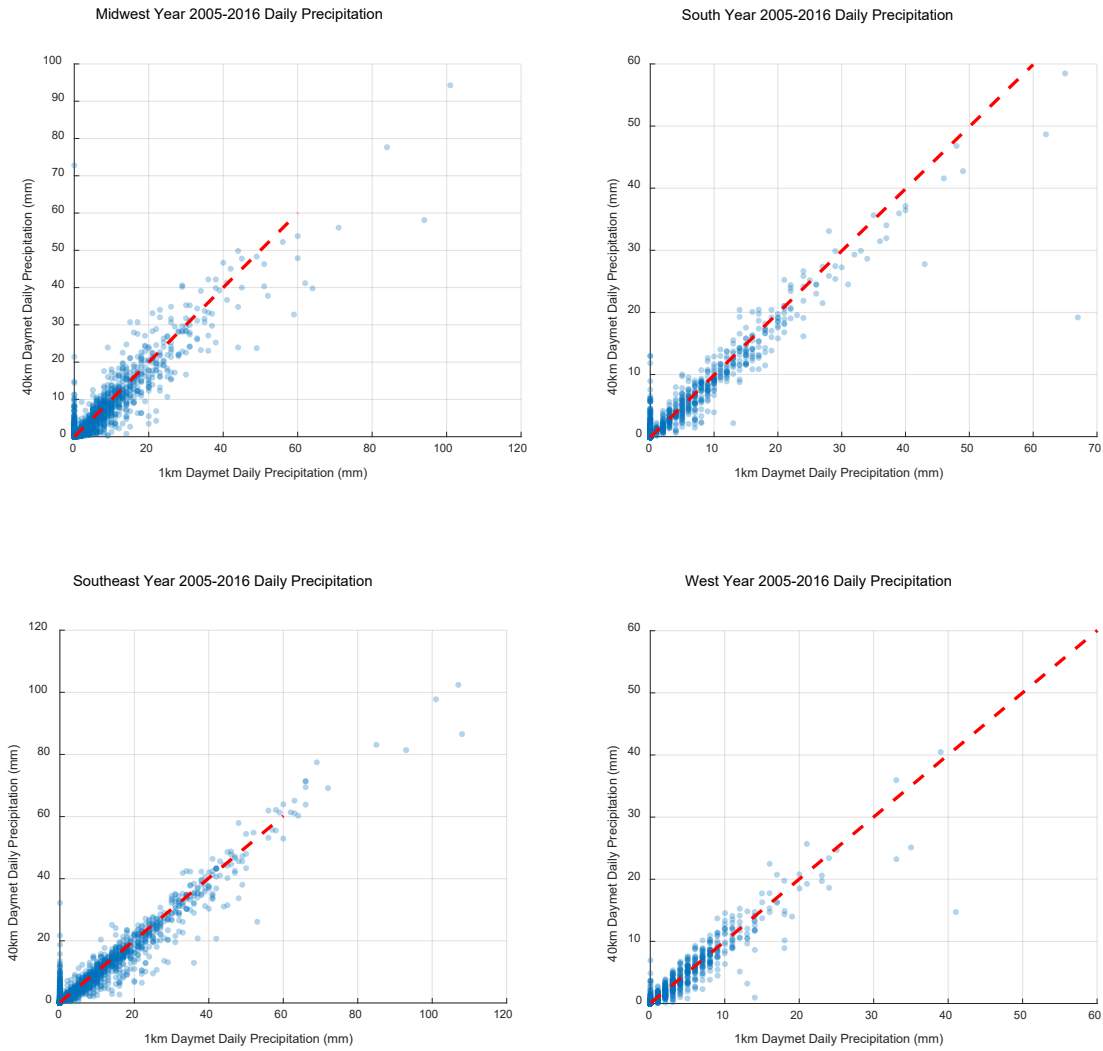 Midwest Year 2005-2016 Daily Precipitation
100
90
80
70
60
50
40
30
20
10
0
40km Daymet Daily Precipitation (mm)
0 20 40 60 80 100 120
1km Daymet Daily Precipitation (mm)
South Year 2005-2016 Daily Precipitation
60
50
40
30
20
10
0
40km Daymet Daily Precipitation (mm)
0 10 20 30 40 50 60 70
1km Daymet Daily Precipitation (mm)
Southeast Year 2005-2016 Daily Precipitation
120
100
80
60
40
20
0
40km Daymet Daily Precipitation (mm)
0 20 40 60 80 100 120
1km Daymet Daily Precipitation (mm)
West Year 2005-2016 Daily Precipitation
60
50
40
30
20
10
0
40km Daymet Daily Precipitation (mm)
0 10 20 30 40 50 60
1km Daymet Daily Precipitation (mm)